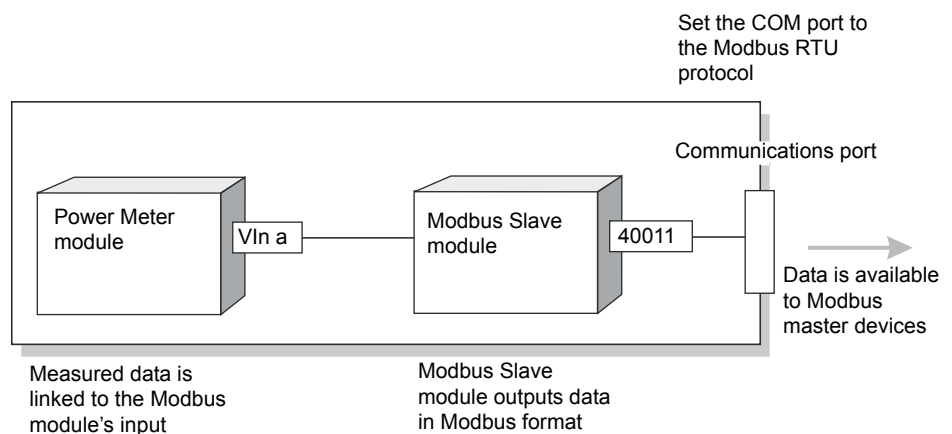 Set the COM port to
the Modbus RTU
protocol
Communications port
Power Meter
module
VIn a
Modbus Slave
module
40011
Data is available
to Modbus
master devices
Measured data is
linked to the Modbus
module's input
Modbus Slave
module outputs data
in Modbus format